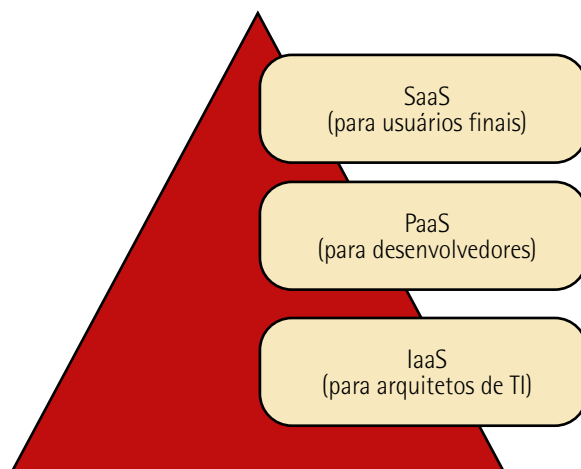 SaaS
(para usuários finais)
PaaS
(para desenvolvedores)
IaaS
(para arquitetos de TI)